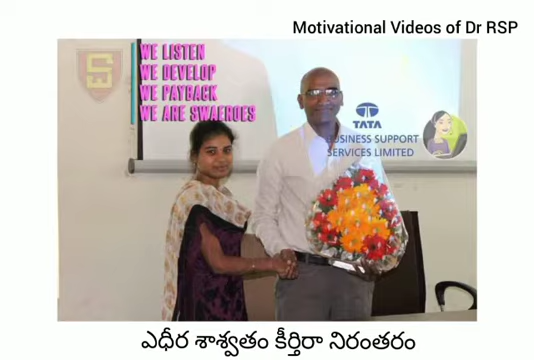 Motivational Videos of Dr RSP
WE LISTEN
WE DEVELOP
WE PAYBACK
WE ARE SWAEROES
TATA
BUSINESS SUPPORT
SERVICES LIMITED
ఎధీర శాశ్వతం కీర్తిరా నిరంతరం